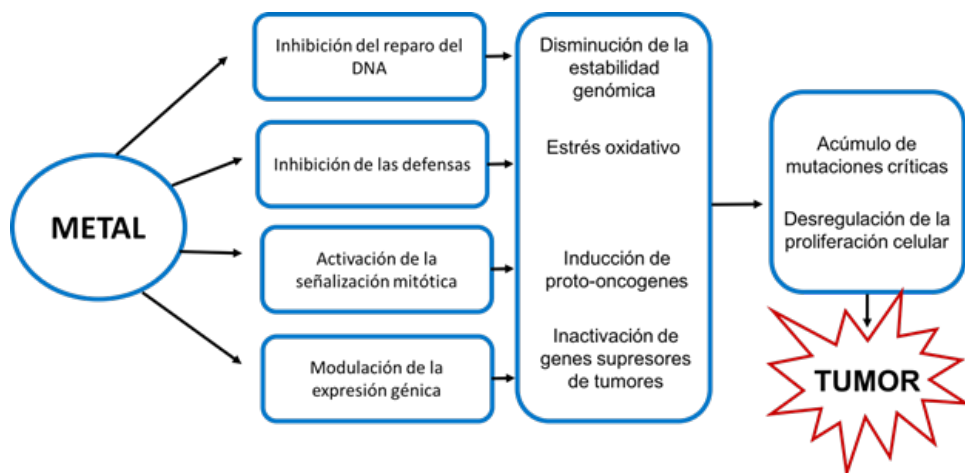 METAL
Inhibición del reparo del
DNA
Inhibición de las defensas
Activación de la
señalización mitótica
Modulación de la
expresión génica
Disminución de la
estabilidad
genómica
Estrés oxidativo
Inducción de
proto-oncogenes
Inactivación de
genes supresores
de tumores
Acúmulo de
mutaciones críticas
Desregulación de la
proliferación celular
TUMOR